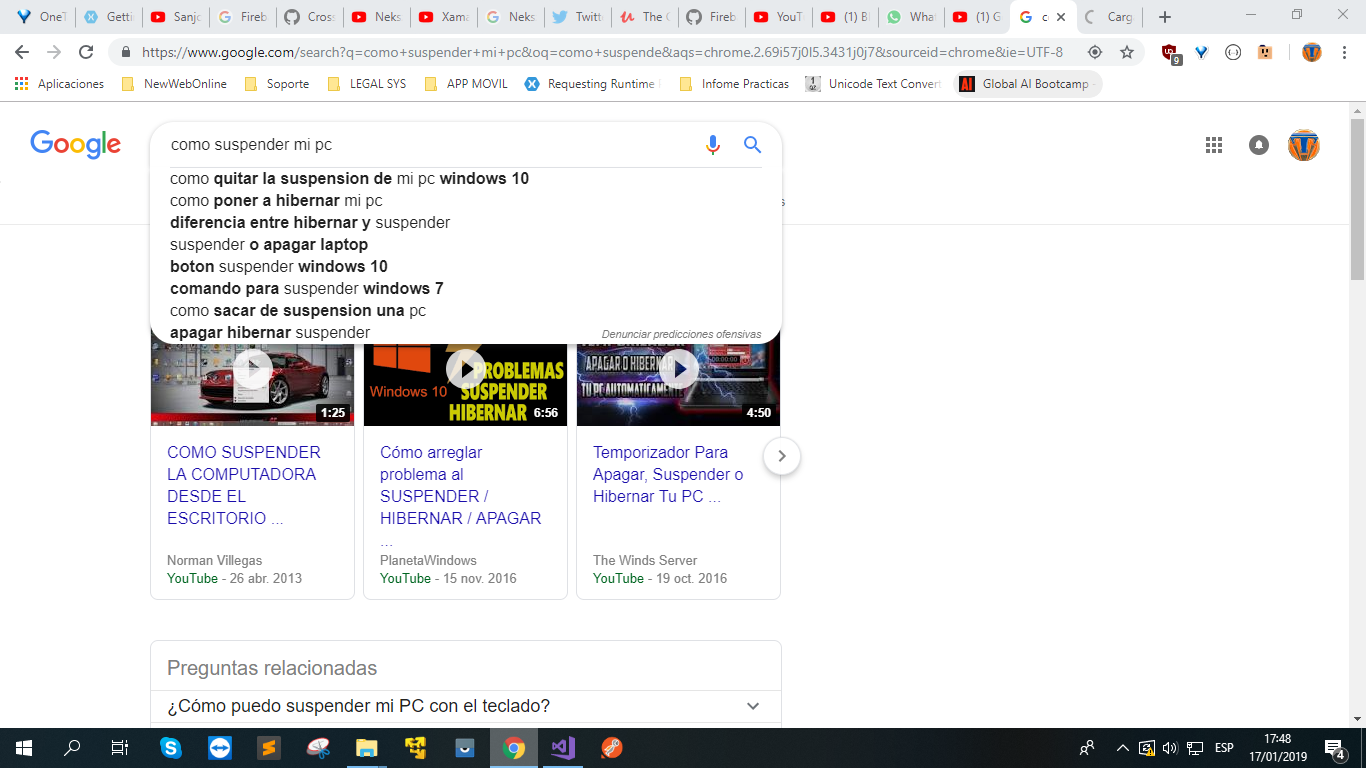 OneT
Getti
Sanjc
Fireb
Cross
Neks
Xama
Neks
Twitt
The C
Fireb
YouT
(1) Bl
What
(1) G
co
Carg
https://www.google.com/search?q=como+suspender+mi+pc&oq=como+suspende&aqs=chrome.2.69i57j0l5.3431j0j7&sourceid=chrome&ie=UTF-8
9
Aplicaciones
NewWebOnline
Soporte
LEGAL SYS
APP MOVIL
Requesting Runtime
Infome Practicas
Unicode Text Convert
AI
Global AI Bootcamp -
Google
como suspender mi pc
como quitar la suspension de mi pc windows 10
como poner a hibernar mi pc
diferencia entre hibernar y suspender
suspender o apagar laptop
boton suspender windows 10
comando para suspender windows 7
como sacar de suspension una pc
apagar hibernar suspender
Denunciar predicciones ofensivas
1:25
Windows 10
PROBLEMAS
SUSPENDER
HIBERNAR
6:56
APAGAR O HIBERNAR
TU PC AUTOMATICAMENTE
4:50
COMO SUSPENDER
LA COMPUTADORA
DESDE EL
ESCRITORIO ...
Norman Villegas
YouTube - 26 abr. 2013
Cómo arreglar
problema al
SUSPENDER /
HIBERNAR / APAGAR
...
PlanetaWindows
YouTube - 15 nov. 2016
Temporizador Para
Apagar, Suspender o
Hibernar Tu PC ...
The Winds Server
YouTube - 19 oct. 2016
Preguntas relacionadas
¿Cómo puedo suspender mi PC con el teclado?
ESP
17:48
17/01/2019
4